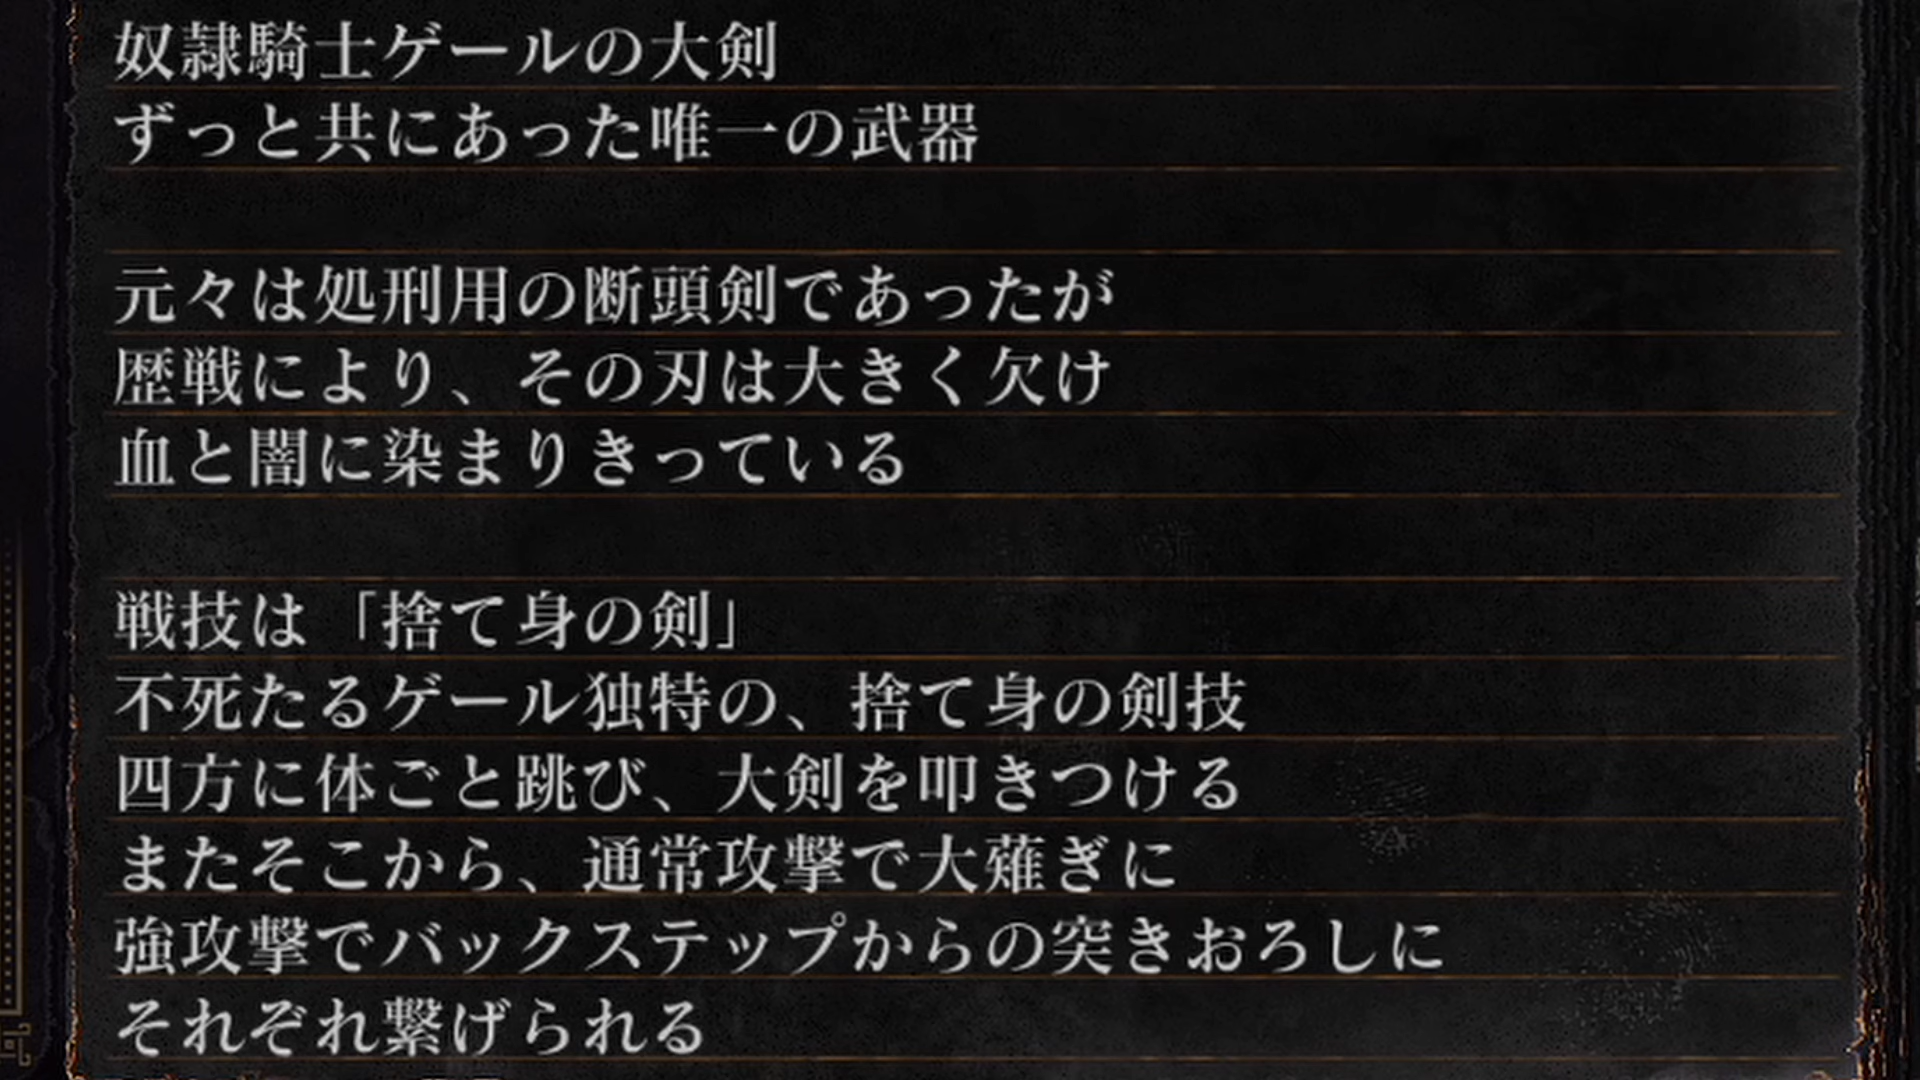 奴隷騎士ゲールの大剣
ずっと共にあった唯一の武器
元々は処刑用の断頭剣であったが
歴戦により、その刃は大きく欠け
血と闇に染まりきっている
戦技は「捨て身の剣」
不死たるゲール独特の、捨て身の剣技
四方に体ごと跳び、大剣を叩きつける
またそこから、通常攻撃で大薙ぎに
強攻撃でバックステップからの突きおろしに
それぞれ繋げられる